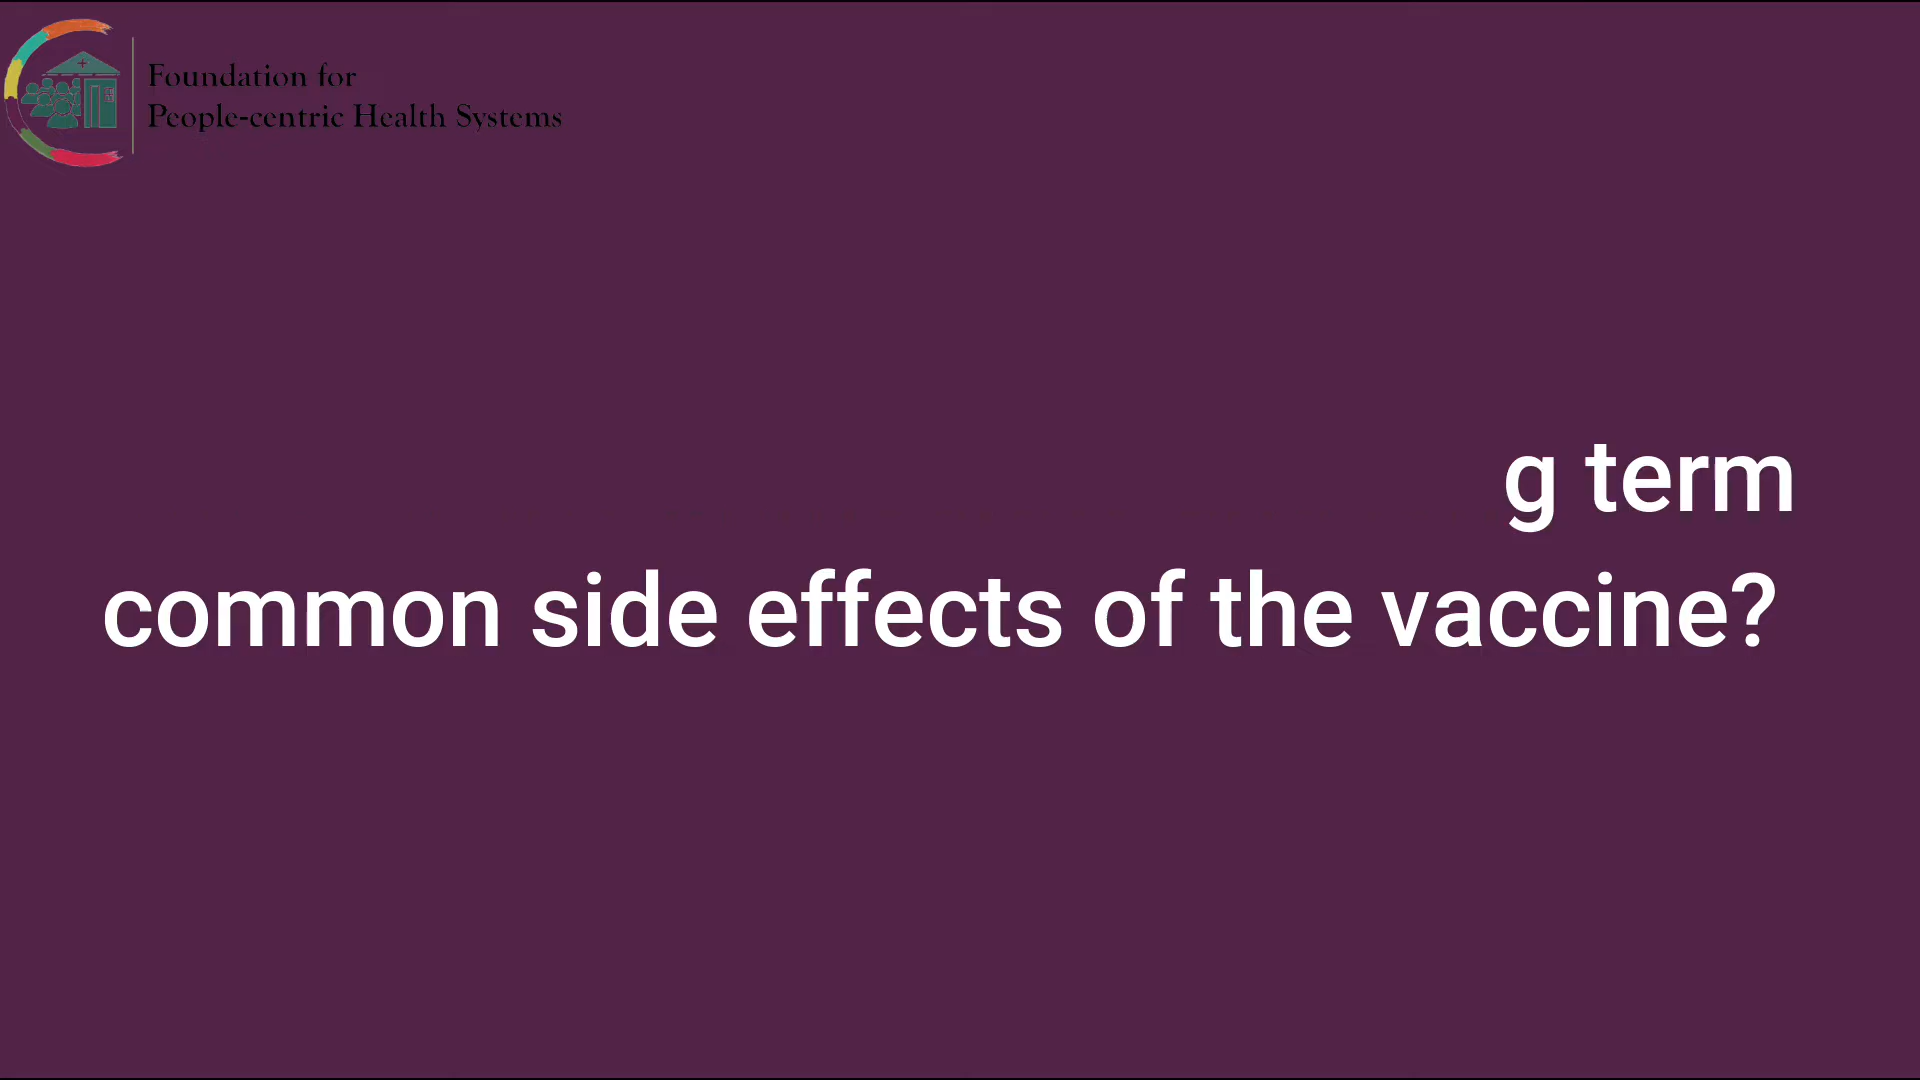 Foundation for
People-centric Health Systems
g term
common side effects of the vaccine?